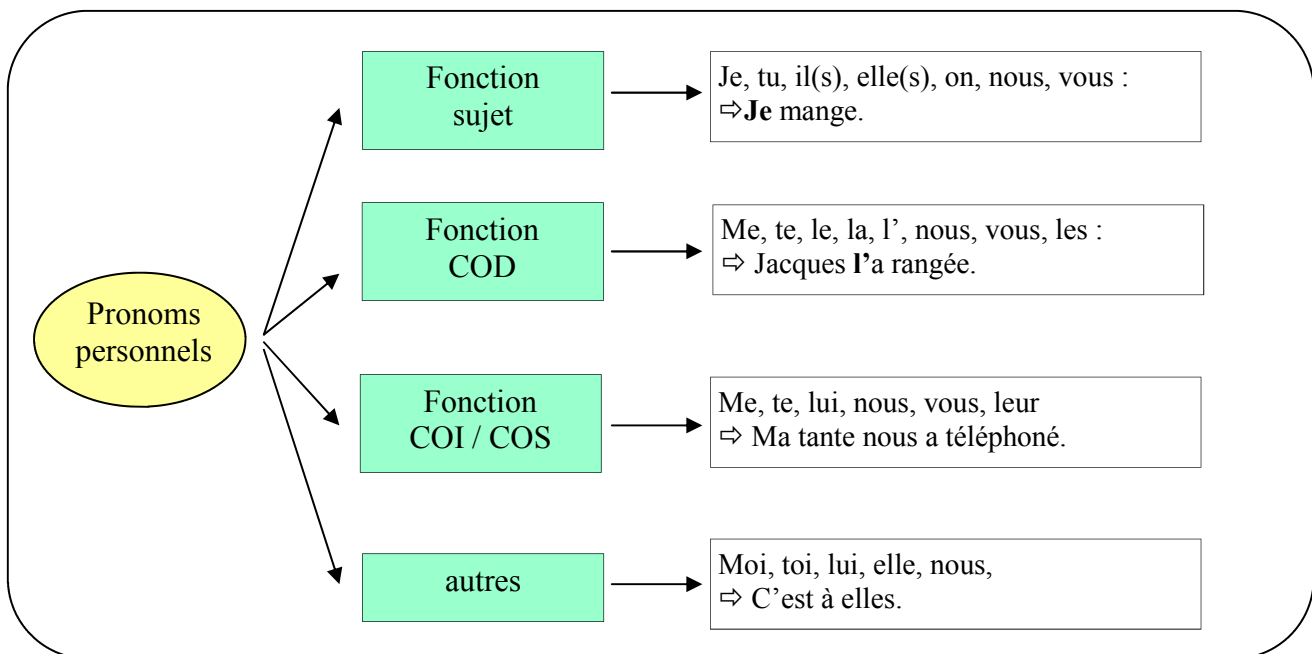 Pronoms
personnels
Fonction
sujet
Je, tu, il(s), elle(s), on, nous, vous :
⇨Je mange.
Fonction
COD
Me, te, le, la, l’, nous, vous, les :
⇨ Jacques l’a rangée.
Fonction
COI / COS
Me, te, lui, nous, vous, leur
⇨ Ma tante nous a téléphoné.
autres
Moi, toi, lui, elle, nous,
⇨ C’est à elles.